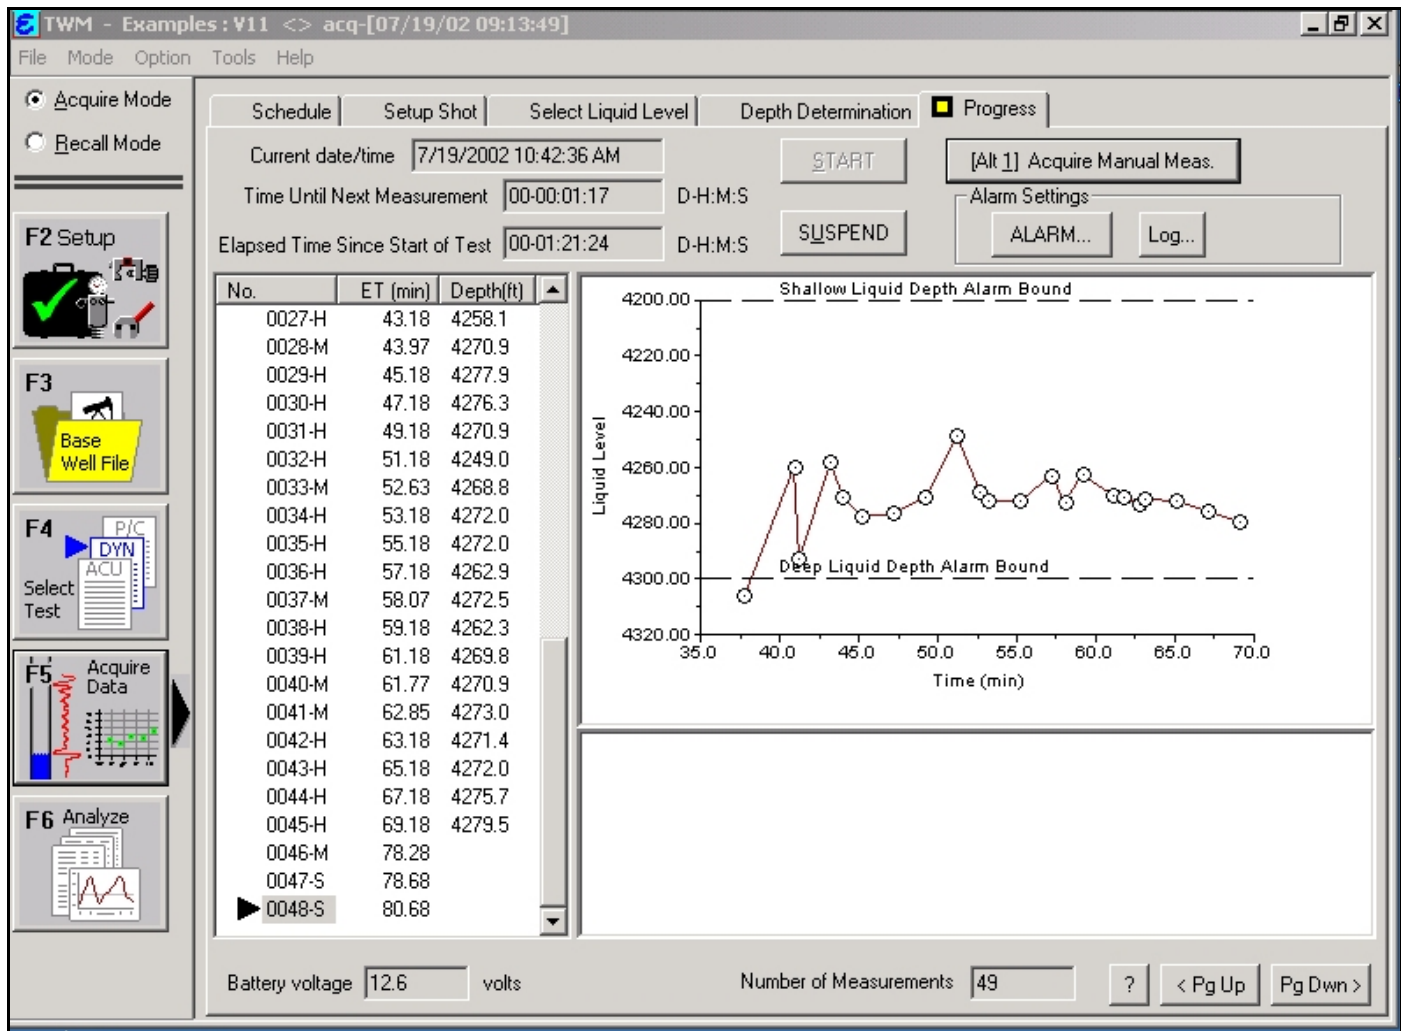 TWM - Examples : V11 <> acq-[07/19/02 09:13:49]
File Mode Option Tools Help
Acquire Mode
Recall Mode
F2 Setup
F3
Base
Well File
F4
P/C
DYN
ACU
Select
Test
F5 Acquire
Data
F6 Analyze
Schedule Setup Shot Select Liquid Level Depth Determination Progress
Current date/time 7/19/2002 10:42:36 AM START [Alt 1] Acquire Manual Meas.
Time Until Next Measurement 00-00:01:17 D-H:M:S
Alarm Settings
Elapsed Time Since Start of Test 00-01:21:24 D-H:M:S SUSPEND ALARM... Log...
No. ET (min) Depth(ft)
0027-H 43.18 4258.1
0028-M 43.97 4270.9
0029-H 45.18 4277.9
0030-H 47.18 4276.3
0031-H 49.18 4270.9
0032-H 51.18 4249.0
0033-M 52.63 4268.8
0034-H 53.18 4272.0
0035-H 55.18 4272.0
0036-H 57.18 4262.9
0037-M 58.07 4272.5
0038-H 59.18 4262.3
0039-H 61.18 4269.8
0040-M 61.77 4270.9
0041-M 62.85 4273.0
0042-H 63.18 4271.4
0043-H 65.18 4272.0
0044-H 67.18 4275.7
0045-H 69.18 4279.5
0046-M 78.28
0047-S 78.68
0048-S 80.68
Shallow Liquid Depth Alarm Bound
4200.00
4220.00
4240.00
4260.00
4280.00
4300.00
4320.00
Liquid Level
Deep Liquid Depth Alarm Bound
35.0 40.0 45.0 50.0 55.0 60.0 65.0 70.0
Time (min)
Battery voltage 12.6 volts
Number of Measurements 49 ? < Pg Up Pg Dwn >